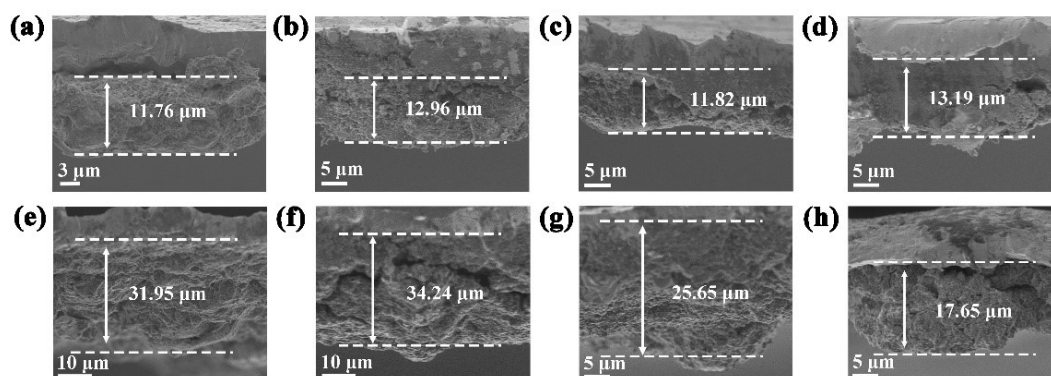 (a)
11.76 μm
3 μm
(b)
12.96 μm
5 μm
(c)
11.82 μm
5 μm
(d)
13.19 μm
5 μm
(e)
31.95 μm
10 μm
(f)
34.24 μm
10 μm
(g)
25.65 μm
5 μm
(h)
17.65 μm
5 μm